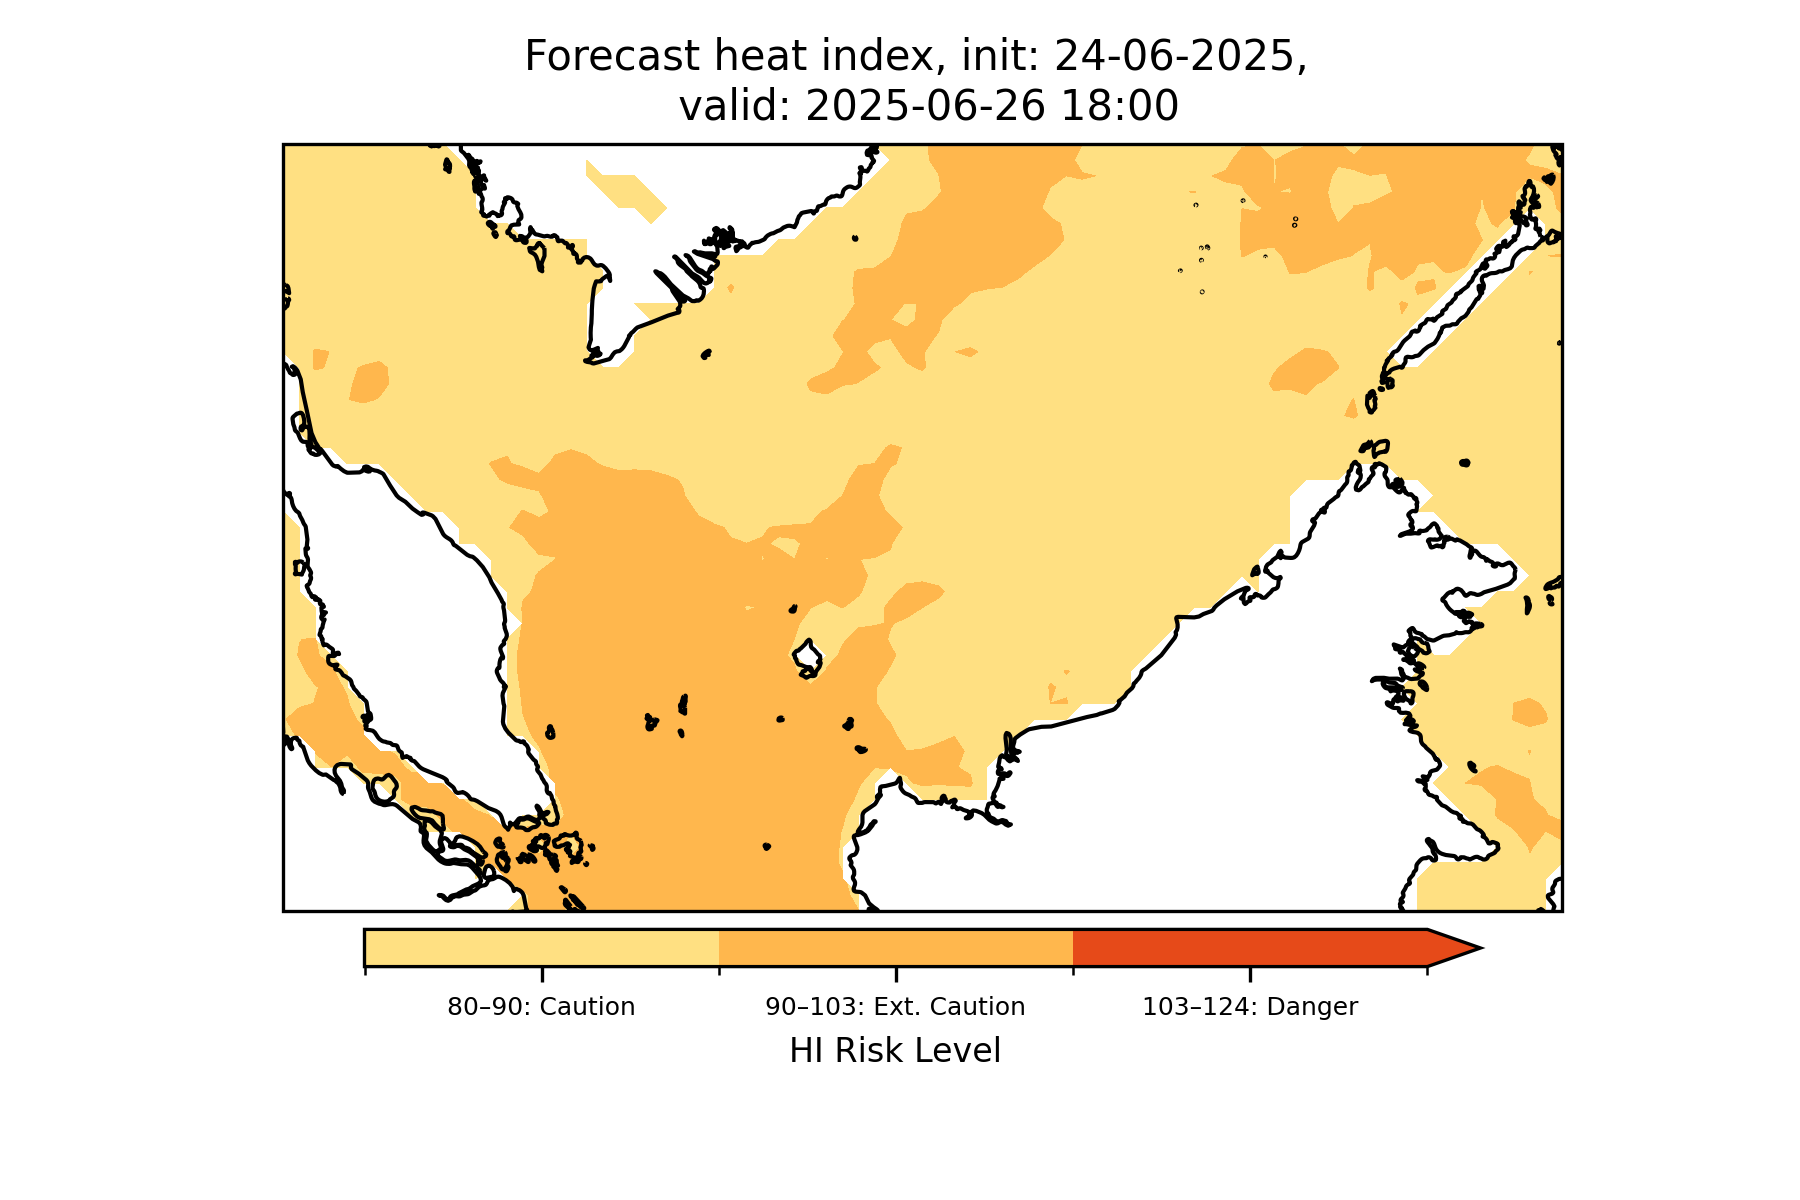 Forecast heat index, init: 24-06-2025,
valid: 2025-06-26 18:00
80–90: Caution
90–103: Ext. Caution
103–124: Danger
HI Risk Level